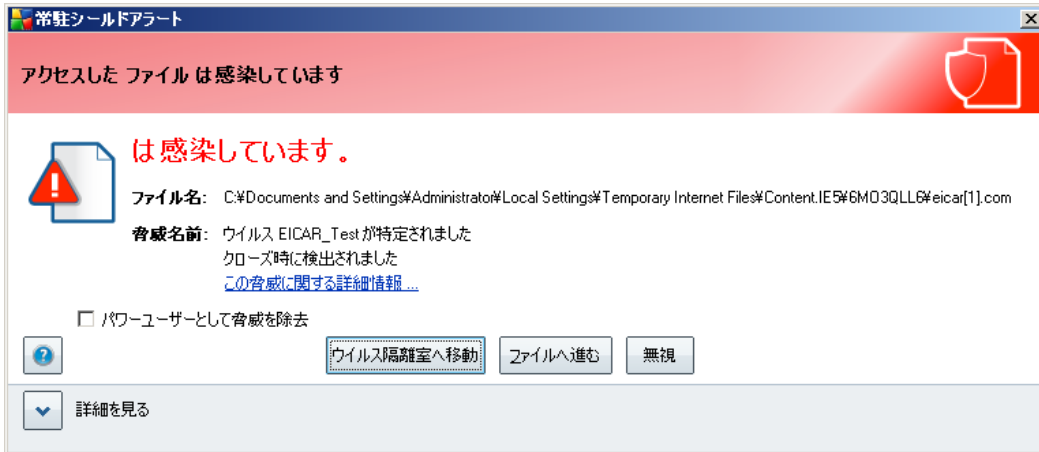 常駐シールドアラート
アクセスした ファイル は感染しています
は感染しています。
ファイル名: C:¥Documents and Settings¥Administrato¥Local Settings¥Temporary Internet Files¥Content.IE5¥6MO3QLL6¥eicar[1].com
脅威名前: ウイルス EICAR_Test が特定されました
クローズ時に検出されました
この脅威に関する詳細情報 ...
パワーユーザーとして脅威を除去
ウイルス隔離室へ移動 ファイルへ進む 無視
詳細を見る